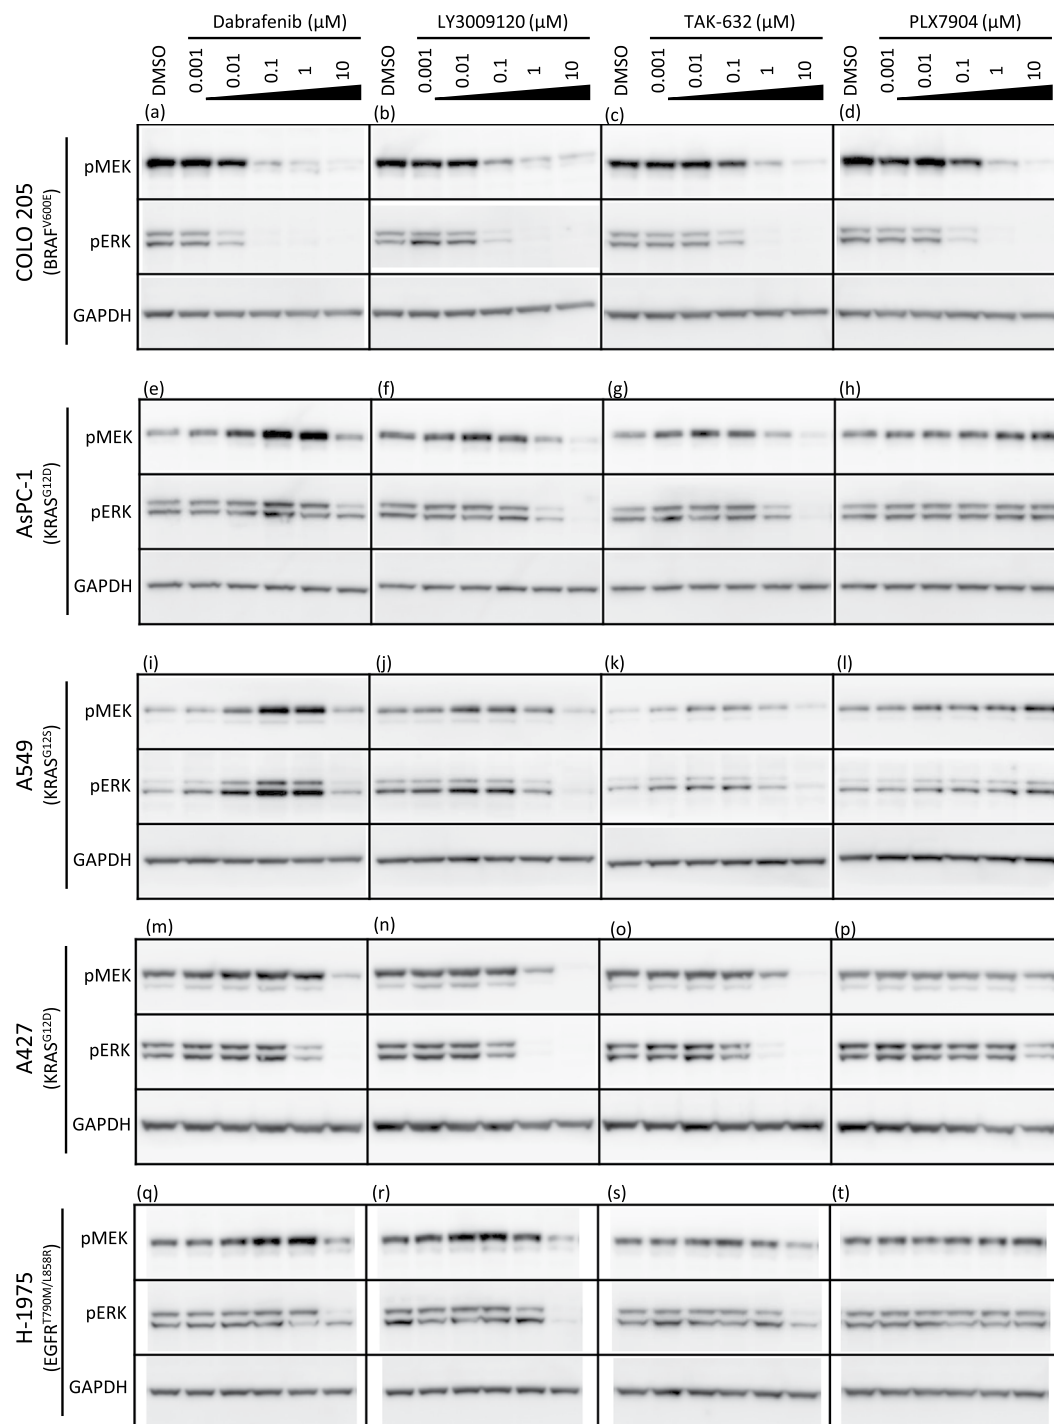 Dabrafenib (µM) LY3009120 (µM) TAK-632 (µM) PLX7904 (µM)
DMSO 0.001 0.01 0.1 1 10 DMSO 0.001 0.01 0.1 1 10 DMSO 0.001 0.01 0.1 1 10 DMSO 0.001 0.01 0.1 1 10
(a) (b) (c) (d)
COLO 205
(BRAFV600E)
pMEK
pERK
GAPDH
(e) (f) (g) (h)
AsPC-1
(KRASG12D)
pMEK
pERK
GAPDH
(i) (j) (k) (l)
A549
(KRASG12S)
pMEK
pERK
GAPDH
(m) (n) (o) (p)
A427
(KRASG12D)
pMEK
pERK
GAPDH
(q) (r) (s) (t)
H-1975
(EGFRT790M/L858R)
pMEK
pERK
GAPDH